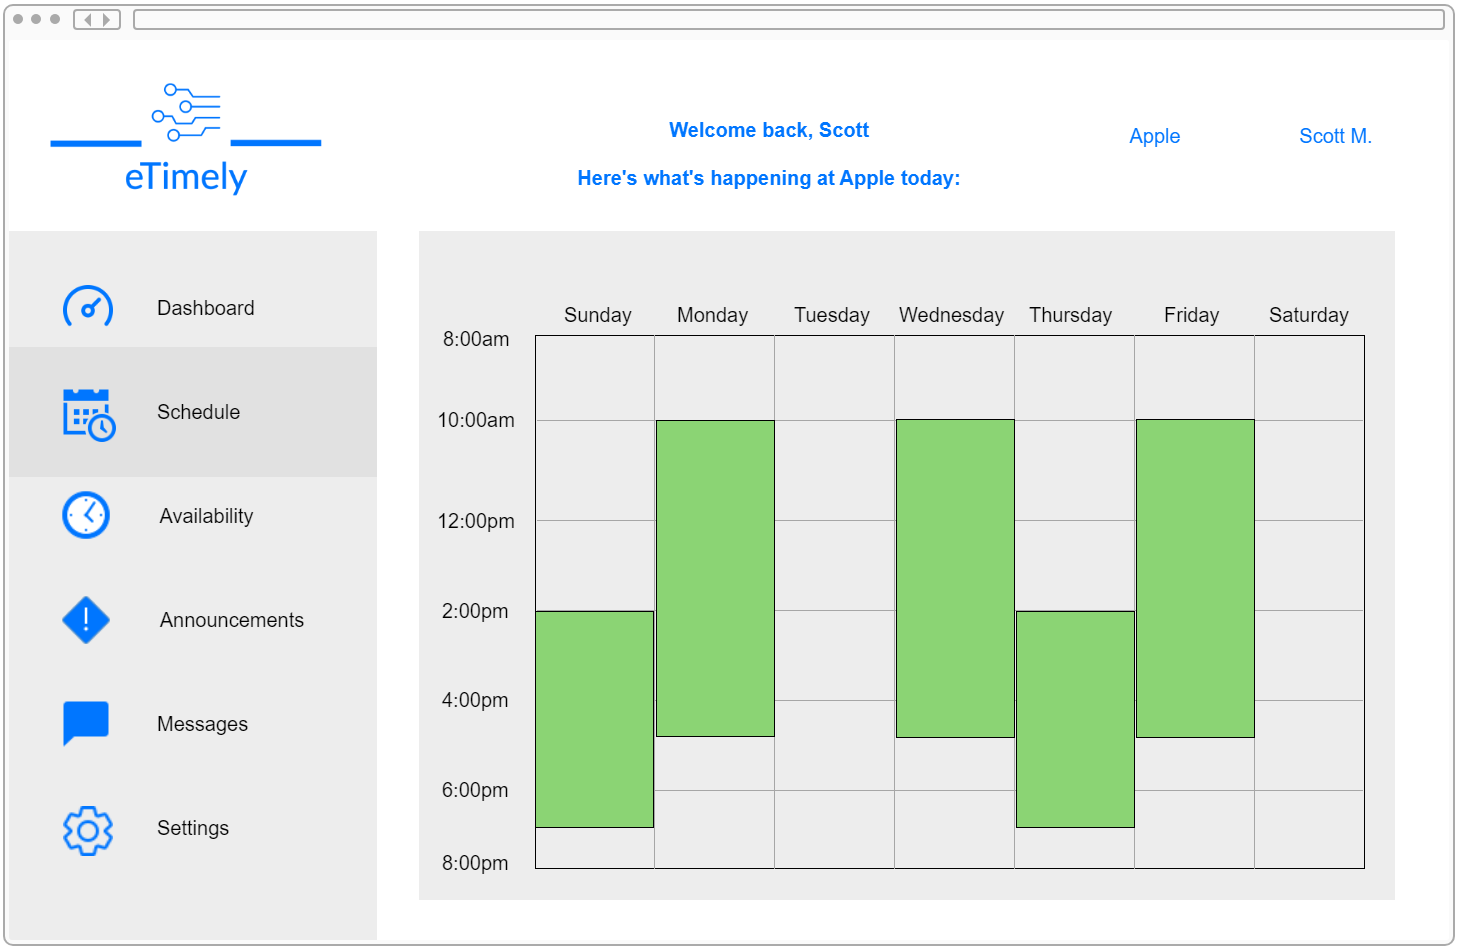 eTimely
Welcome back, Scott
Here's what's happening at Apple today:
Apple
Scott M.
Dashboard
Schedule
Availability
Announcements
Messages
Settings
Sunday Monday Tuesday Wednesday Thursday Friday Saturday
8:00am
10:00am
12:00pm
2:00pm
4:00pm
6:00pm
8:00pm